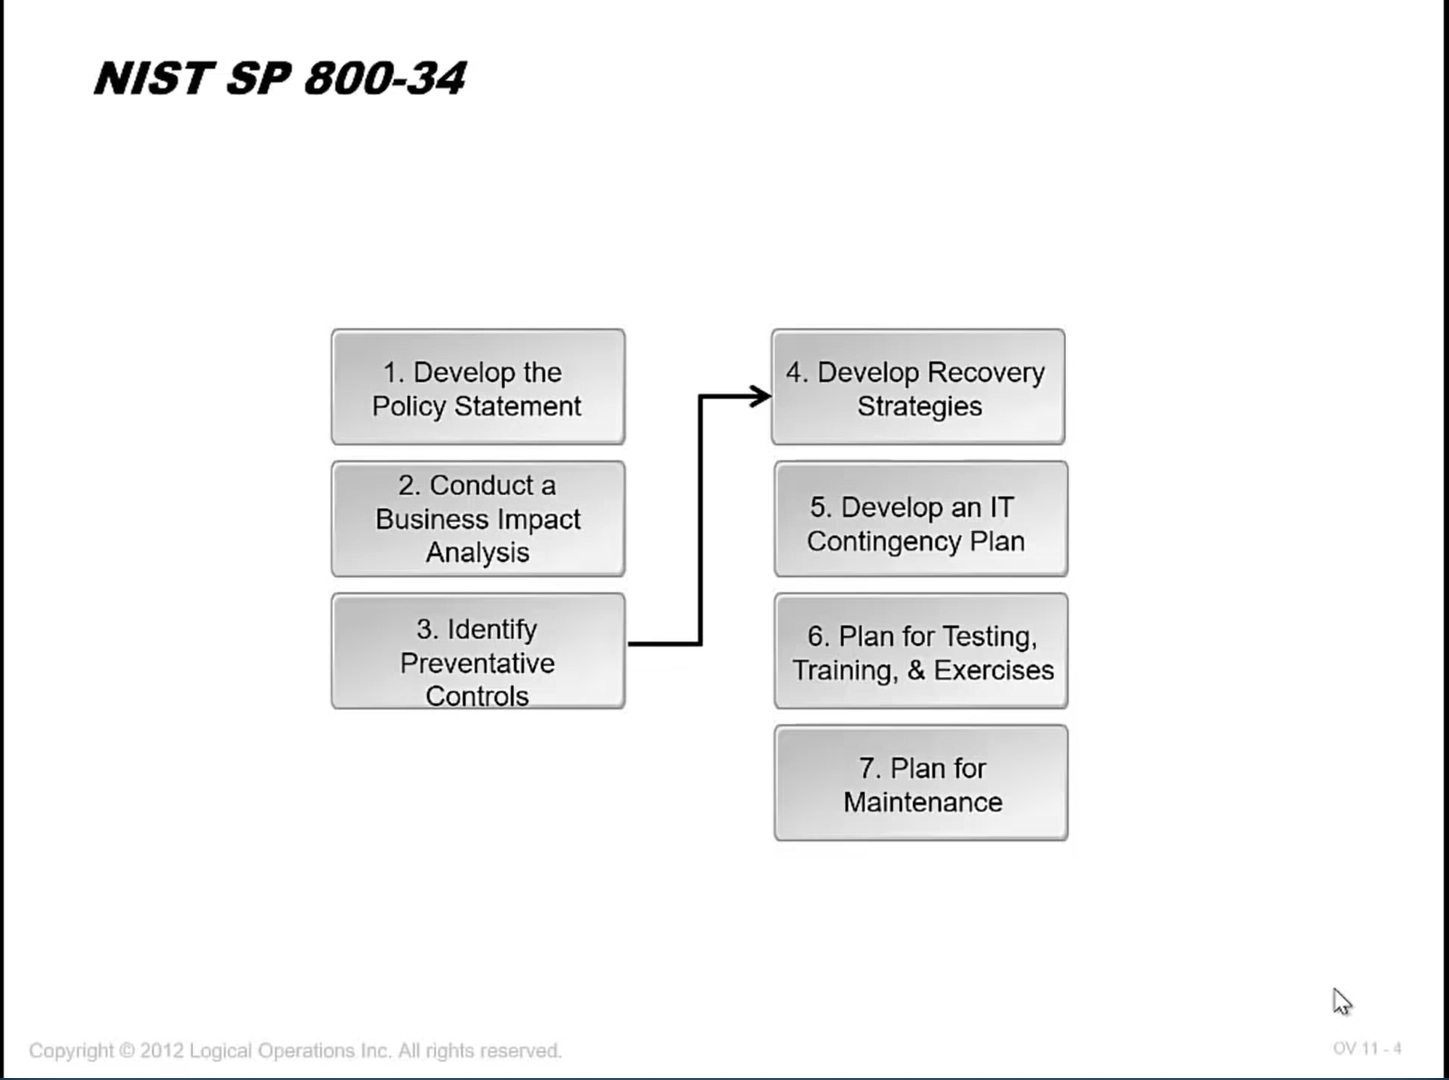 NIST SP 800-34
1. Develop the
Policy Statement
2. Conduct a
Business Impact
Analysis
3. Identify
Preventative
Controls
4. Develop Recovery
Strategies
5. Develop an IT
Contingency Plan
6. Plan for Testing,
Training, & Exercises
7. Plan for
Maintenance
Copyright © 2012 Logical Operations Inc. All rights reserved.
OV 11 - 4